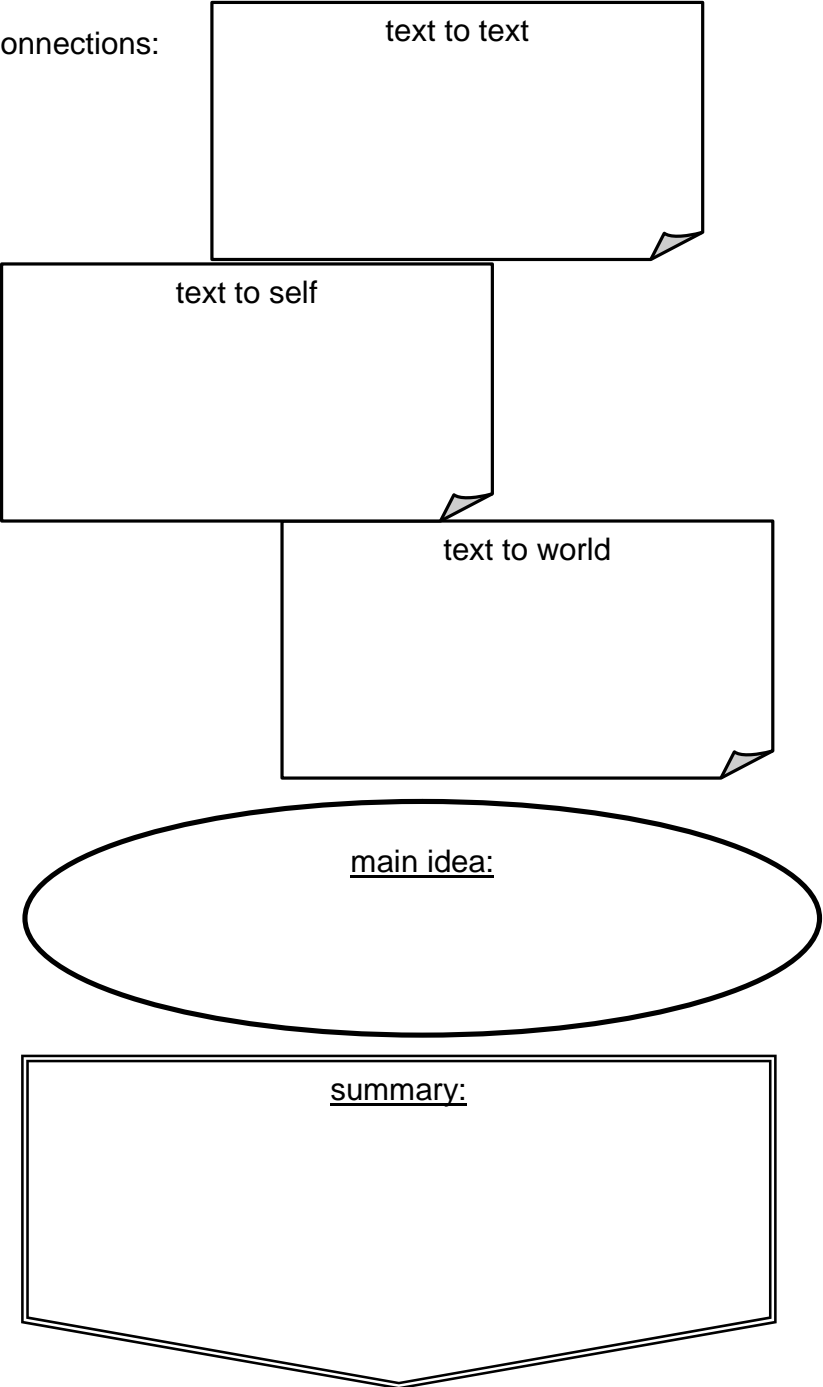 onnections:
text to text
text to self
text to world
main idea:
summary: